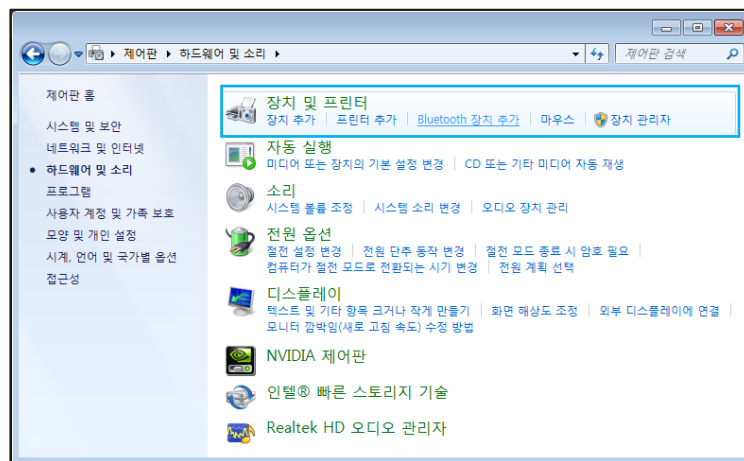 제어판 ▸ 하드웨어 및 소리 ▸
제어판 검색
제어판 홈
시스템 및 보안
네트워크 및 인터넷
하드웨어 및 소리
프로그램
사용자 계정 및 가족 보호
모양 및 개인 설정
시계, 언어 및 국가별 옵션
접근성
장치 및 프린터
장치 추가 | 프린터 추가 | Bluetooth 장치 추가 | 마우스 | 장치 관리자
자동 실행
미디어 또는 장치의 기본 설정 변경 | CD 또는 기타 미디어 자동 재생
소리
시스템 볼륨 조정 | 시스템 소리 변경 | 오디오 장치 관리
전원 옵션
절전 설정 변경 | 전원 단추 동작 변경 | 절전 모드 종료 시 암호 필요 |
컴퓨터가 절전 모드로 전환되는 시기 변경 | 전원 계획 선택
디스플레이
텍스트 및 기타 항목 크거나 작게 만들기 | 화면 해상도 조정 | 외부 디스플레이에 연결 |
모니터 깜박임(새로 고침 속도) 수정 방법
NVIDIA 제어판
인텔® 빠른 스토리지 기술
Realtek HD 오디오 관리자